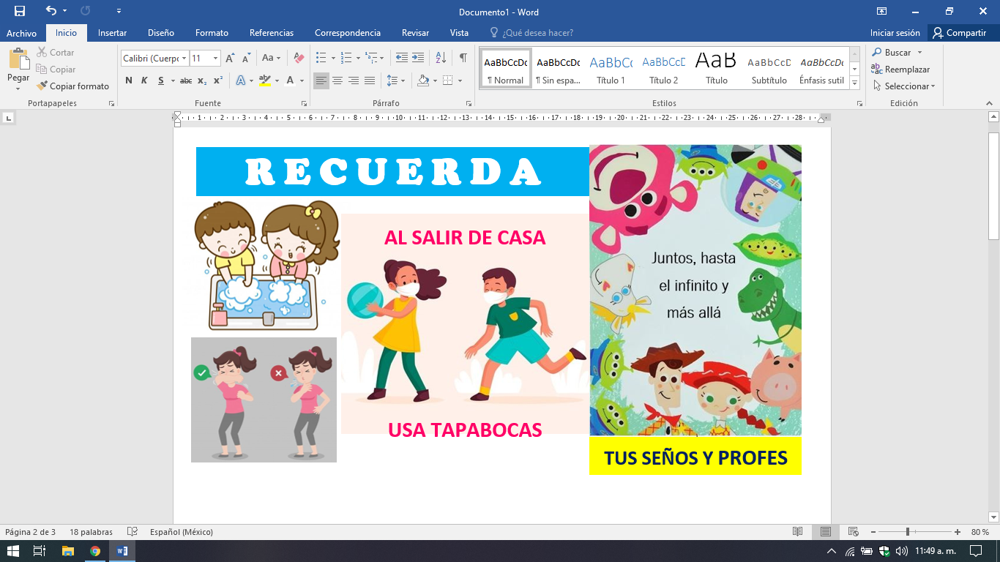 Documento1 - Word
Archivo Inicio Insertar Diseño Formato Referencias Correspondencia Revisar Vista ¿Qué desea hacer? Iniciar sesión Compartir
Pegar
Cortar
Copiar
Copiar formato
Portapapeles
Calibri (Cuerpo 11
Aa
N K S abc x₂ x²
Fuente
Párrafo
AaBbCcDc AaBbCcDc AaBbCc AaBbCcD AaB AaBbCcD AaBbCcDc
¶ Normal ¶ Sin espa... Título 1 Título 2 Título Subtítulo Énfasis sutil
Estilos
Buscar
Reemplazar
Seleccionar
Edición
1 2 3 4 5 6 7 8 9 10 11 12 13 14 15 16 17 18 19 20 21 22 23 24 25 26 27 28
RECUERDA
AL SALIR DE CASA
USA TAPABOCAS
Juntos, hasta
el infinito y
más allá
TUS SEÑOS Y PROFES
Página 2 de 3 18 palabras Español (México) 80 %
11:49 a. m.